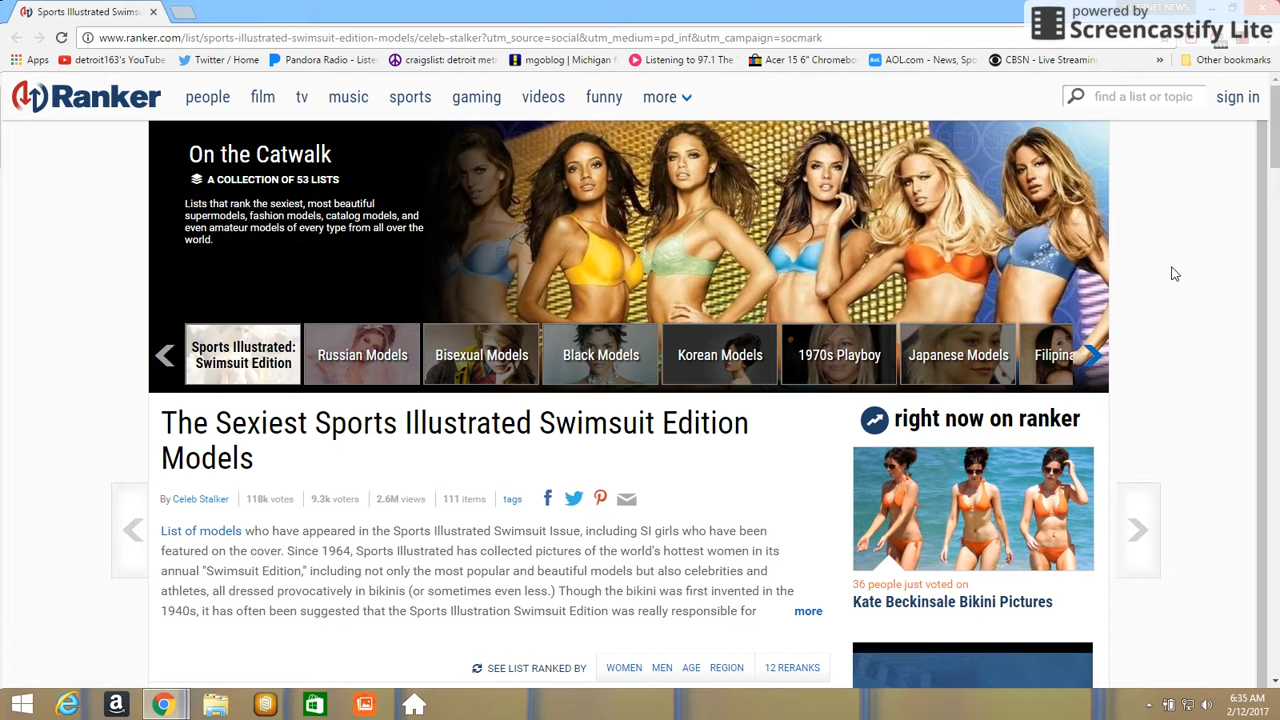 Sports Illustrated Swimsu
powered by
Screencastify Lite
www.ranker.com/list/sports-illustrated-swimsuit al&utm_medium=pd_inf&utm_campaign=socmark
Apps detroit163's YouTube Twitter / Home Pandora Radio - Liste craigslist: detroit met mgoblog | Michigan f Listening to 97.1 The Acer 15 6" Chromebo AOL.com - News, Spo CBSN - Live Streaming » Other bookmarks
Ranker people film tv music sports gaming videos funny more find a list or topic sign in
On the Catwalk
A COLLECTION OF 53 LISTS
Lists that rank the sexiest, most beautiful
supermodels, fashion models, catalog models, and
even amateur models of every type from all over the
world.
Sports Illustrated: Swimsuit Edition
Russian Models
Bisexual Models
Black Models
Korean Models
1970s Playboy
Japanese Models
Filipina
The Sexiest Sports Illustrated Swimsuit Edition
Models
By Celeb Stalker 118k votes 9.3k voters 2.6M views 111 items tags
List of models who have appeared in the Sports Illustrated Swimsuit Issue, including SI girls who have been
featured on the cover. Since 1964, Sports Illustrated has collected pictures of the world's hottest women in its
annual "Swimsuit Edition," including not only the most popular and beautiful models but also celebrities and
athletes, all dressed provocatively in bikinis (or sometimes even less.) Though the bikini was first invented in the
1940s, it has often been suggested that the Sports Illustration Swimsuit Edition was really responsible for more
SEE LIST RANKED BY WOMEN MEN AGE REGION 12 RERANKS
right now on ranker
36 people just voted on
Kate Beckinsale Bikini Pictures
6:35 AM
2/12/2017